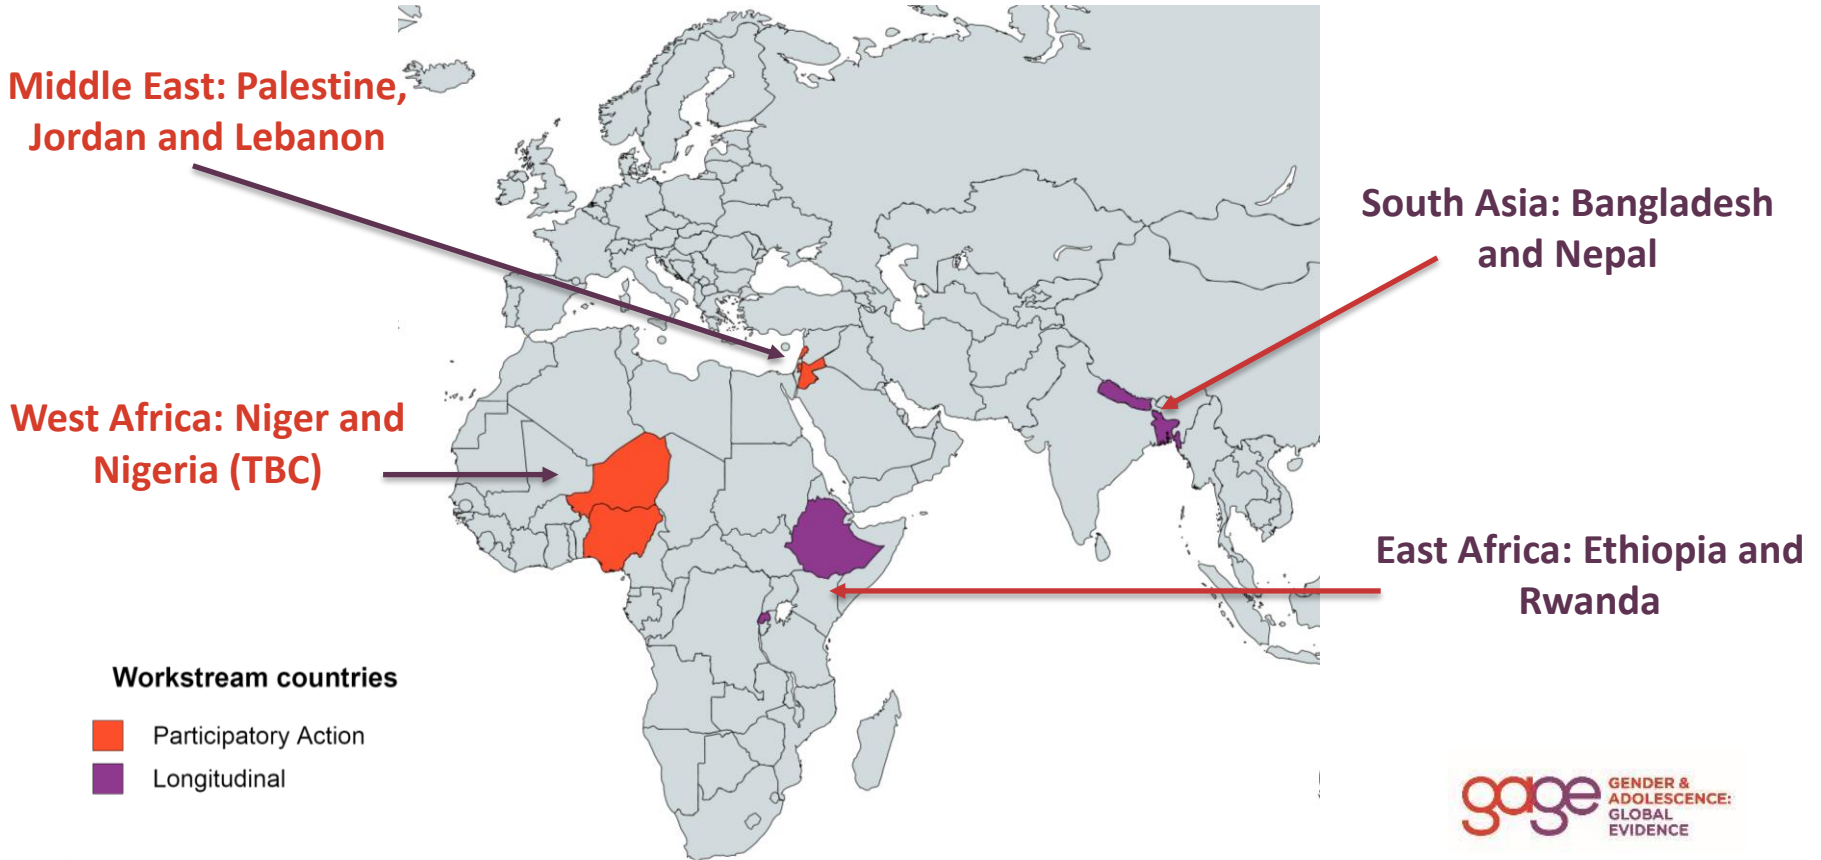 Middle East: Palestine,
Jordan and Lebanon
South Asia: Bangladesh
and Nepal
West Africa: Niger and
Nigeria (TBC)
East Africa: Ethiopia and
Rwanda
Workstream countries
Participatory Action
Longitudinal
gage
GENDER &
ADOLESCENCE:
GLOBAL
EVIDENCE